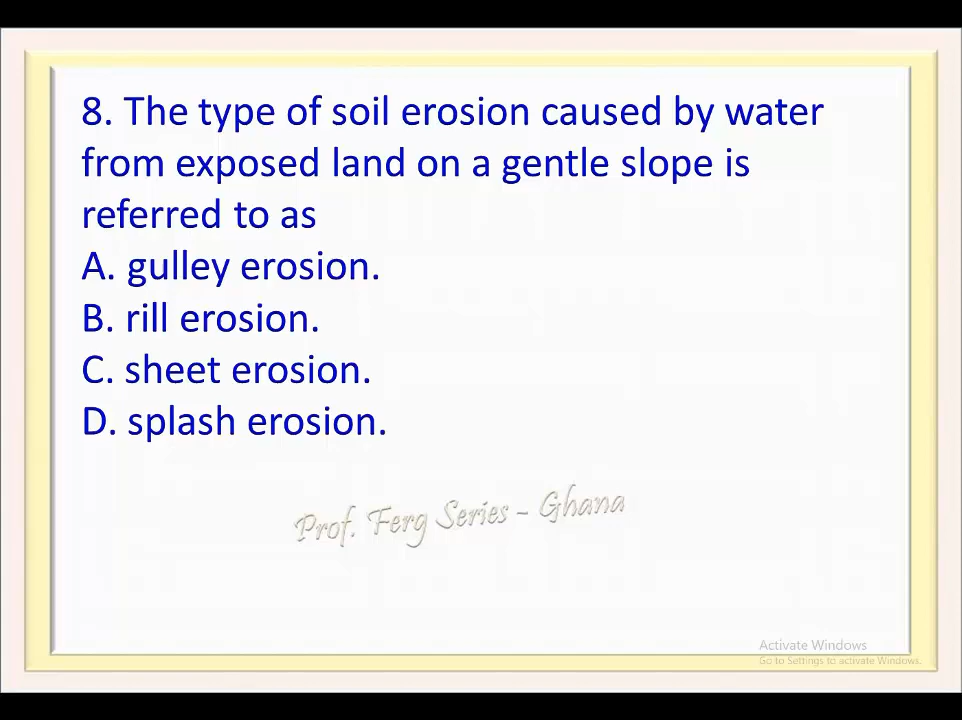 8. The type of soil erosion caused by water
from exposed land on a gentle slope is
referred to as
A. gulley erosion.
B. rill erosion.
C. sheet erosion.
D. splash erosion.
Prof. Ferg Series - Ghana
Activate Windows
Go to Settings to activate Windows.